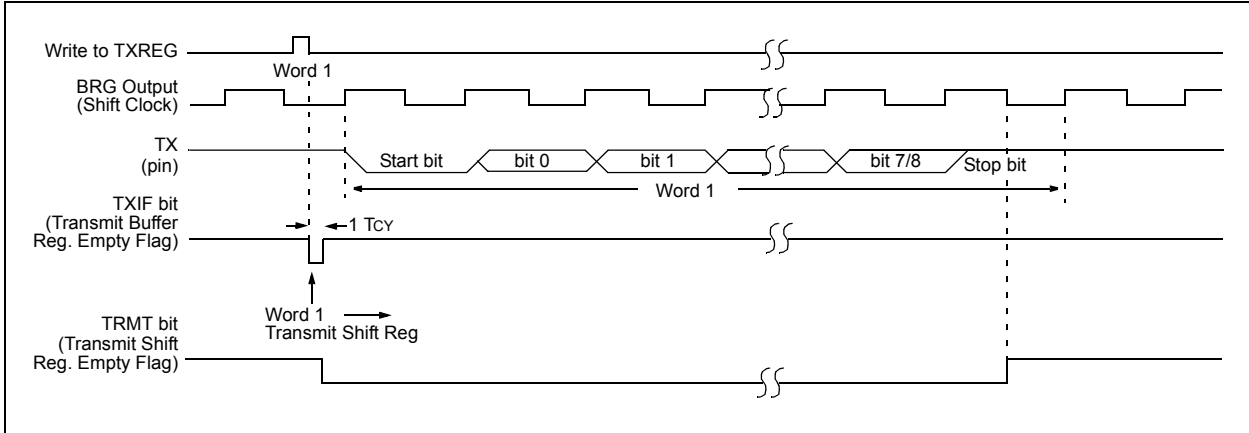 Write to TXREG
Word 1
BRG Output
(Shift Clock)
TX
(pin)
Start bit
bit 0
bit 1
bit 7/8
Stop bit
Word 1
TXIF bit
(Transmit Buffer
Reg. Empty Flag)
1 TCY
Word 1
Transmit Shift Reg
TRMT bit
(Transmit Shift
Reg. Empty Flag)